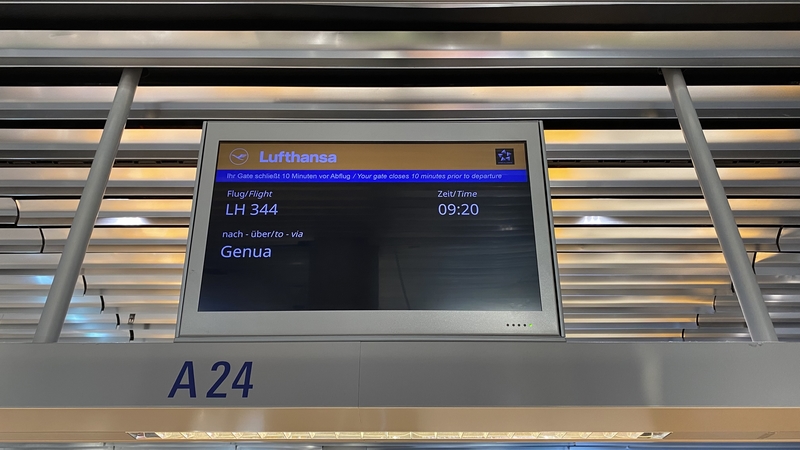 Lufthansa
Ihr Gate schließt 10 Minuten vor Abflug / Your gate closes 10 minutes prior to departure
Flug/Flight Zeit/Time
LH 344 09:20
nach - über/to - via
Genua
A 24